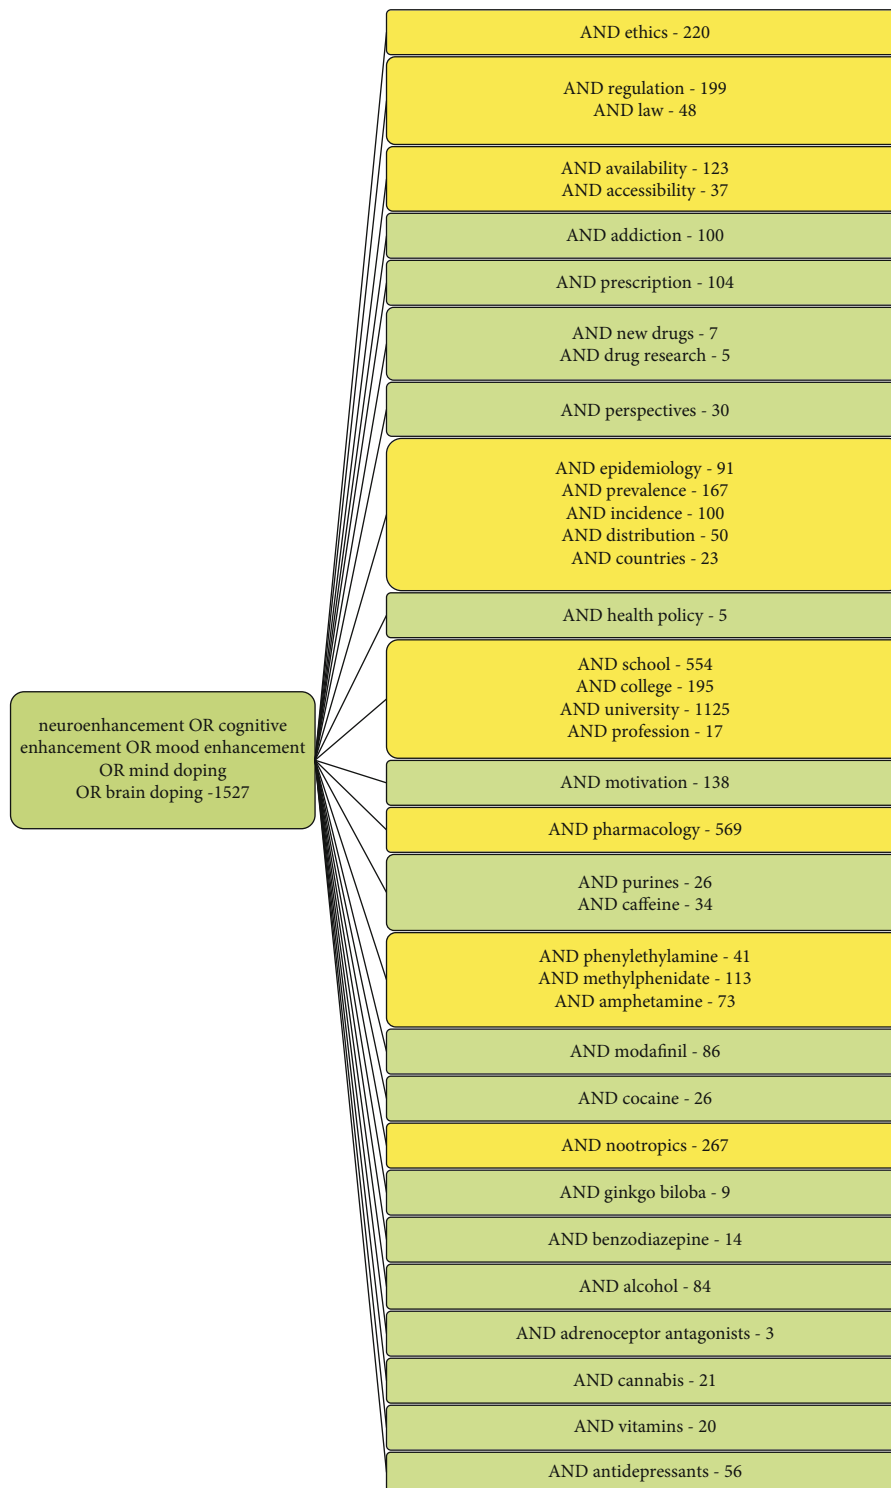 neuroenhancement OR cognitive
enhancement OR mood enhancement
OR mind doping
OR brain doping -1527
AND ethics - 220
AND regulation - 199
AND law - 48
AND availability - 123
AND accessibility - 37
AND addiction - 100
AND prescription - 104
AND new drugs - 7
AND drug research - 5
AND perspectives - 30
AND epidemiology - 91
AND prevalence - 167
AND incidence - 100
AND distribution - 50
AND countries - 23
AND health policy - 5
AND school - 554
AND college - 195
AND university - 1125
AND profession - 17
AND motivation - 138
AND pharmacology - 569
AND purines - 26
AND caffeine - 34
AND phenylethylamine - 41
AND methylphenidate - 113
AND amphetamine - 73
AND modafinil - 86
AND cocaine - 26
AND nootropics - 267
AND ginkgo biloba - 9
AND benzodiazepine - 14
AND alcohol - 84
AND adrenoceptor antagonists - 3
AND cannabis - 21
AND vitamins - 20
AND antidepressants - 56